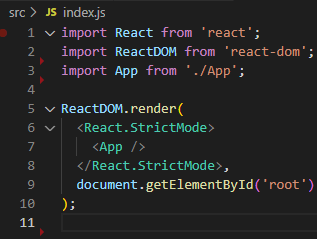 src > JS index.js
1 import React from 'react';
2 import ReactDOM from 'react-dom';
3 import App from './App';
4
5 ReactDOM.render(
6   <React.StrictMode>
7     <App />
8   </React.StrictMode>,
9   document.getElementById('root')
10 );
11